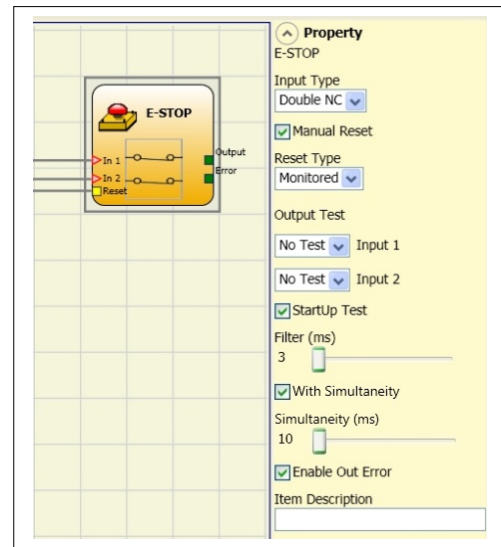 E-STOP
In 1
In 2
Reset
Output
Error
Property
E-STOP
Input Type
Double NC
Manual Reset
Reset Type
Monitored
Output Test
No Test Input 1
No Test Input 2
StartUp Test
Filter (ms)
3
With Simultaneity
Simultaneity (ms)
10
Enable Out Error
Item Description